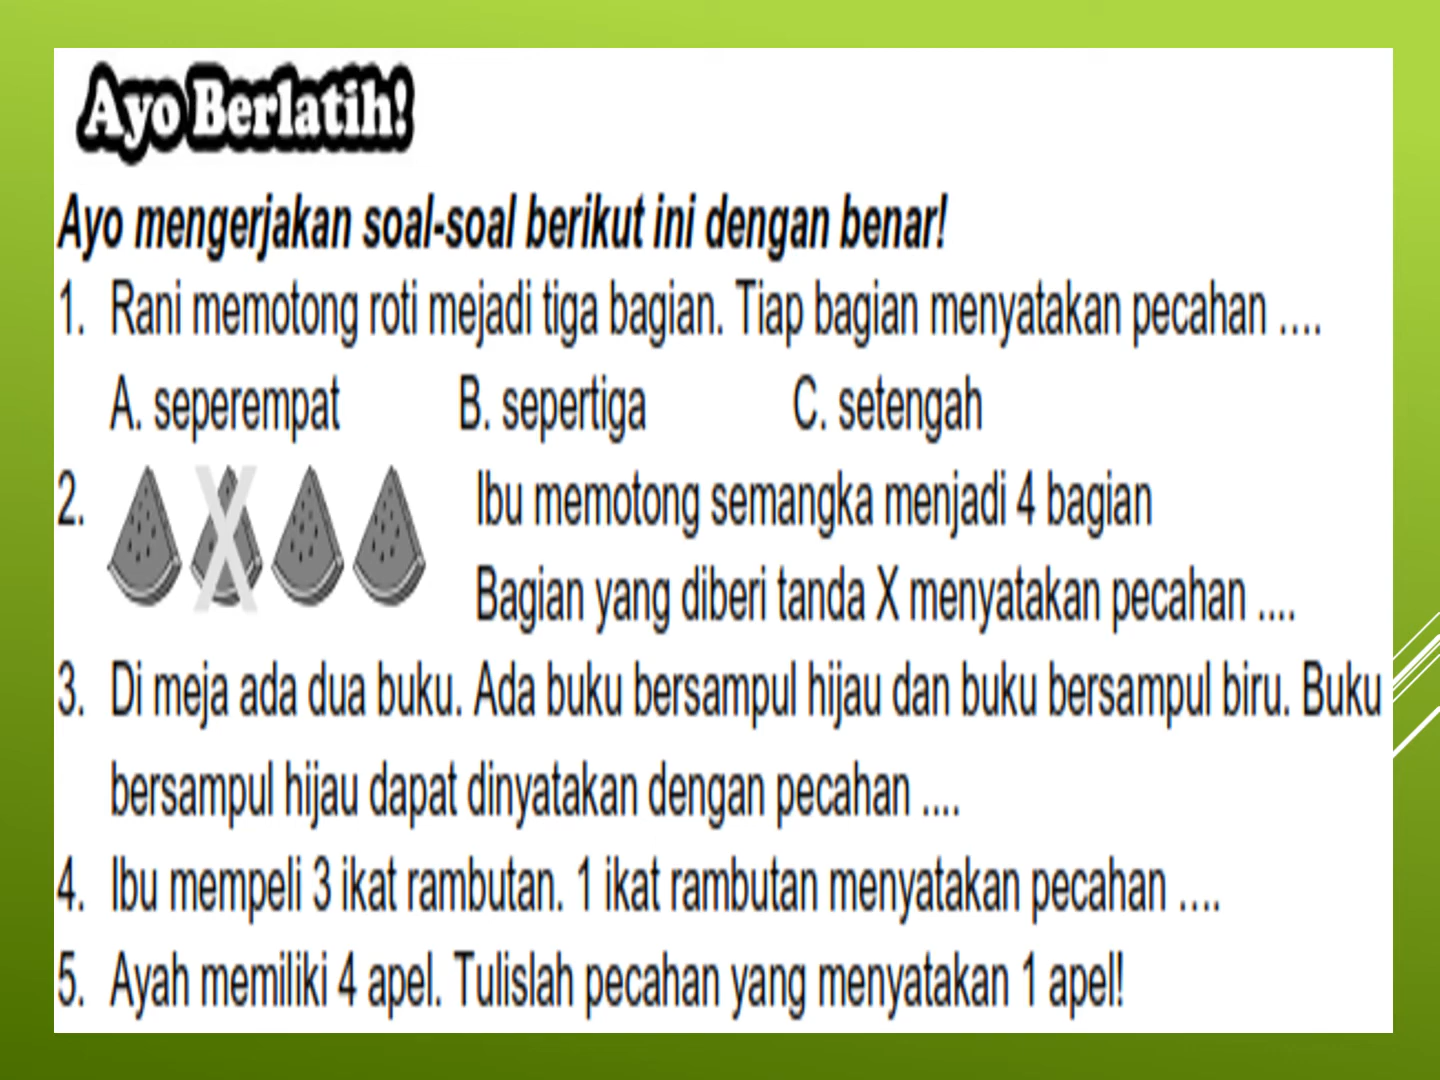 Ayo Berlatih!
Ayo mengerjakan soal-soal berikut ini dengan benar!
1. Rani memotong roti mejadi tiga bagian. Tiap bagian menyatakan pecahan ....
A. seperempat B. sepertiga C. setengah
2. Ibu memotong semangka menjadi 4 bagian
X
Bagian yang diberi tanda X menyatakan pecahan ....
3. Di meja ada dua buku. Ada buku bersampul hijau dan buku bersampul biru. Buku
bersampul hijau dapat dinyatakan dengan pecahan ....
4. Ibu mempeli 3 ikat rambutan. 1 ikat rambutan menyatakan pecahan ....
5. Ayah memiliki 4 apel. Tulislah pecahan yang menyatakan 1 apel!